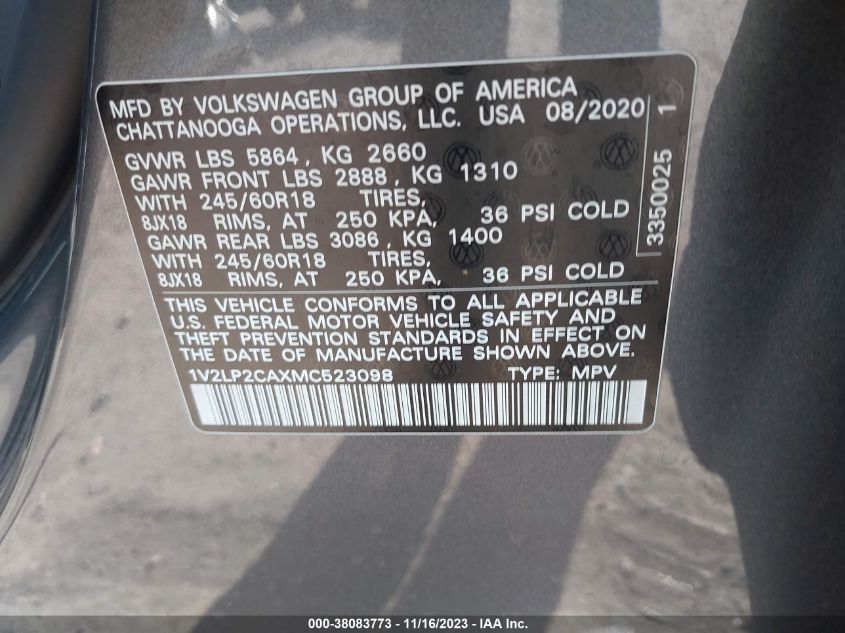 MFD BY VOLKSWAGEN GROUP OF AMERICA
CHATTANOOGA OPERATIONS, LLC. USA 08/2020
GVWR LBS 5864, KG 2660
GAWR FRONT LBS 2888, KG 1310
WITH 245/60R18 TIRES,
8JX18 RIMS, AT 250 KPA, 36 PSI COLD
GAWR REAR LBS 3086, KG 1400
WITH 245/60R18 TIRES,
8JX18 RIMS, AT 250 KPA, 36 PSI COLD
THIS VEHICLE CONFORMS TO ALL APPLICABLE
U.S. FEDERAL MOTOR VEHICLE SAFETY AND
THEFT PREVENTION STANDARDS IN EFFECT ON
THE DATE OF MANUFACTURE SHOWN ABOVE.
1V2LP2CAXMC523098 TYPE: MPV
3350025 1
000-38083773 - 11/16/2023 - IAA Inc.